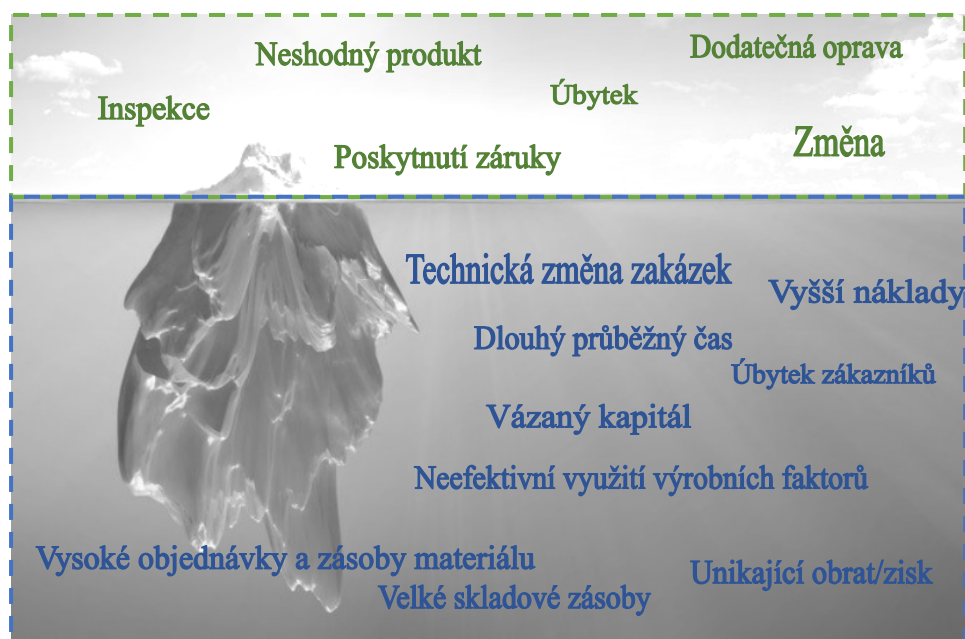 Neshodný produkt
Dodatečná oprava
Úbytek
Inspekce
Poskytnutí záruky
Změna
Technická změna zakázek
Vyšší náklady
Dlouhý průběžný čas
Úbytek zákazníků
Vázaný kapitál
Neefektivní využití výrobních faktorů
Vysoké objednávky a zásoby materiálu
Unikající obrat/zisk
Velké skladové zásoby